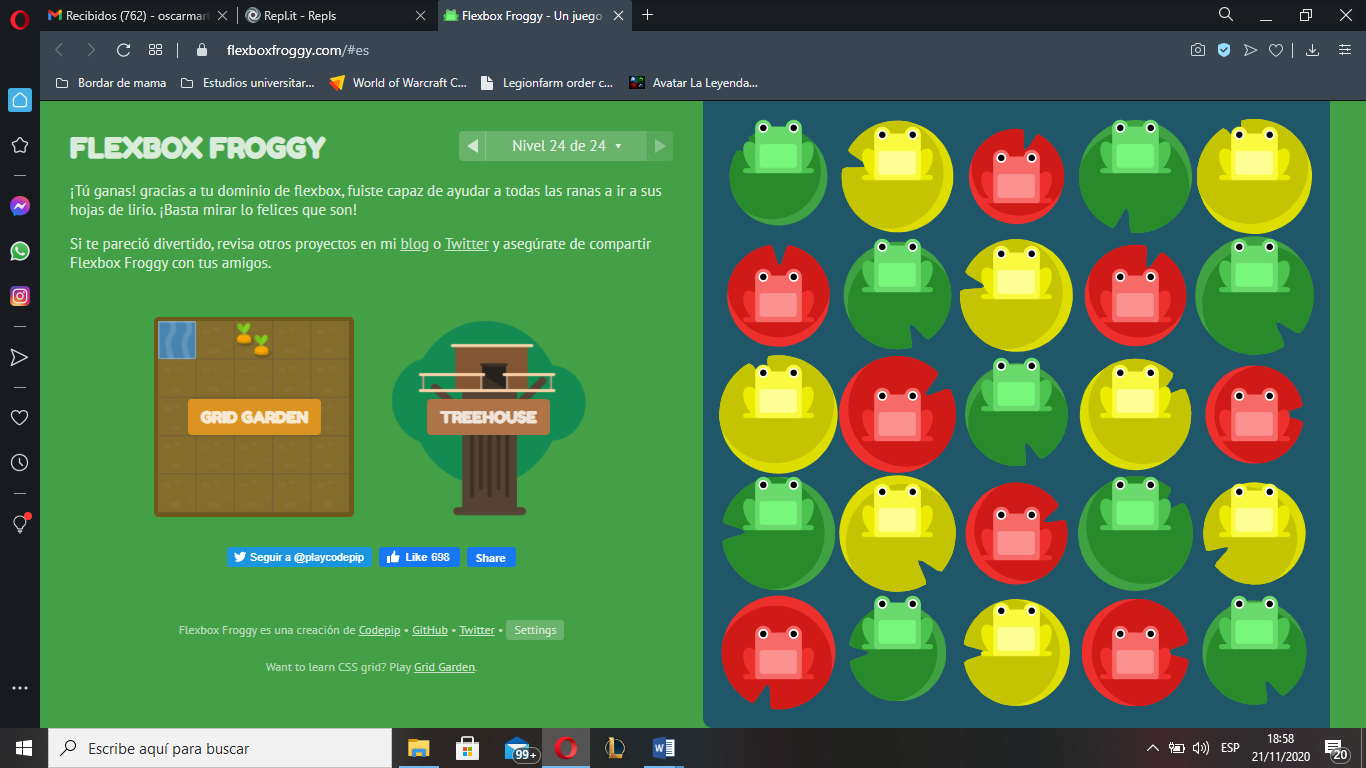 Recibidos (762) - oscarmart
Repl.it - Repls
Flexbox Froggy - Un juego
flexboxfroggy.com/#es
Bordar de mama
Estudios universitar...
World of Warcraft C...
Legionfarm order c...
Avatar La Leyenda...
FLEXBOX FROGGY
Nivel 24 de 24
¡Tú ganas! gracias a tu dominio de flexbox, fuiste capaz de ayudar a todas las ranas a ir a sus
hojas de lirio. ¡Basta mirar lo felices que son!
Si te pareció divertido, revisa otros proyectos en mi blog o Twitter y asegúrate de compartir
Flexbox Froggy con tus amigos.
GRID GARDEN
TREEHOUSE
Seguir a @playcodepip
Like 698
Share
Flexbox Froggy es una creación de Codepip • GitHub • Twitter • Settings
Want to learn CSS grid? Play Grid Garden.
Escribe aquí para buscar
99+
ESP
18:58
21/11/2020
20